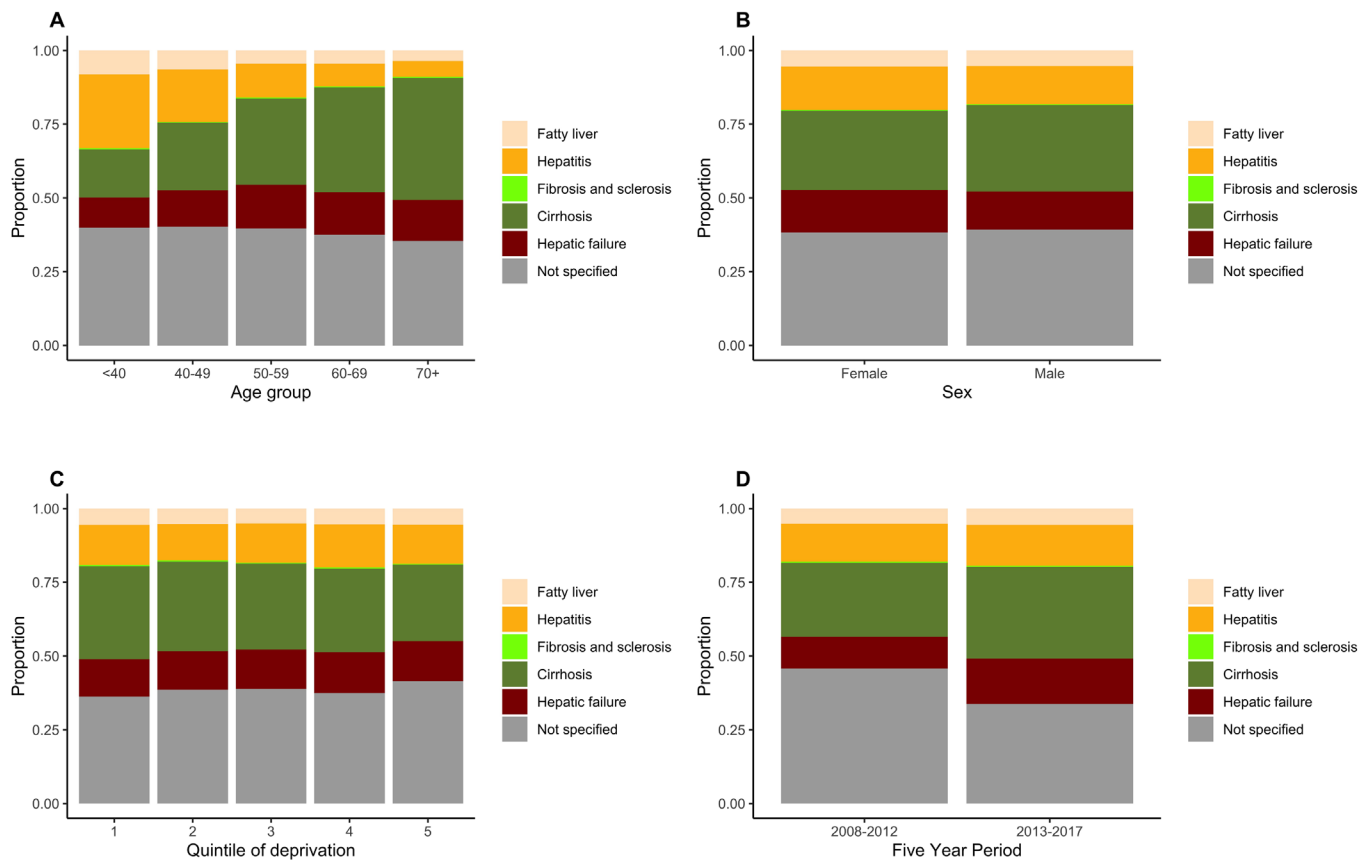 A
1.00
0.75
0.50
0.25
0.00
Proportion
<40 40-49 50-59 60-69 70+
Age group
Fatty liver
Hepatitis
Fibrosis and sclerosis
Cirrhosis
Hepatic failure
Not specified
B
1.00
0.75
0.50
0.25
0.00
Proportion
Female Male
Sex
Fatty liver
Hepatitis
Fibrosis and sclerosis
Cirrhosis
Hepatic failure
Not specified
C
1.00
0.75
0.50
0.25
0.00
Proportion
1 2 3 4 5
Quintile of deprivation
Fatty liver
Hepatitis
Fibrosis and sclerosis
Cirrhosis
Hepatic failure
Not specified
D
1.00
0.75
0.50
0.25
0.00
Proportion
2008-2012 2013-2017
Five Year Period
Fatty liver
Hepatitis
Fibrosis and sclerosis
Cirrhosis
Hepatic failure
Not specified